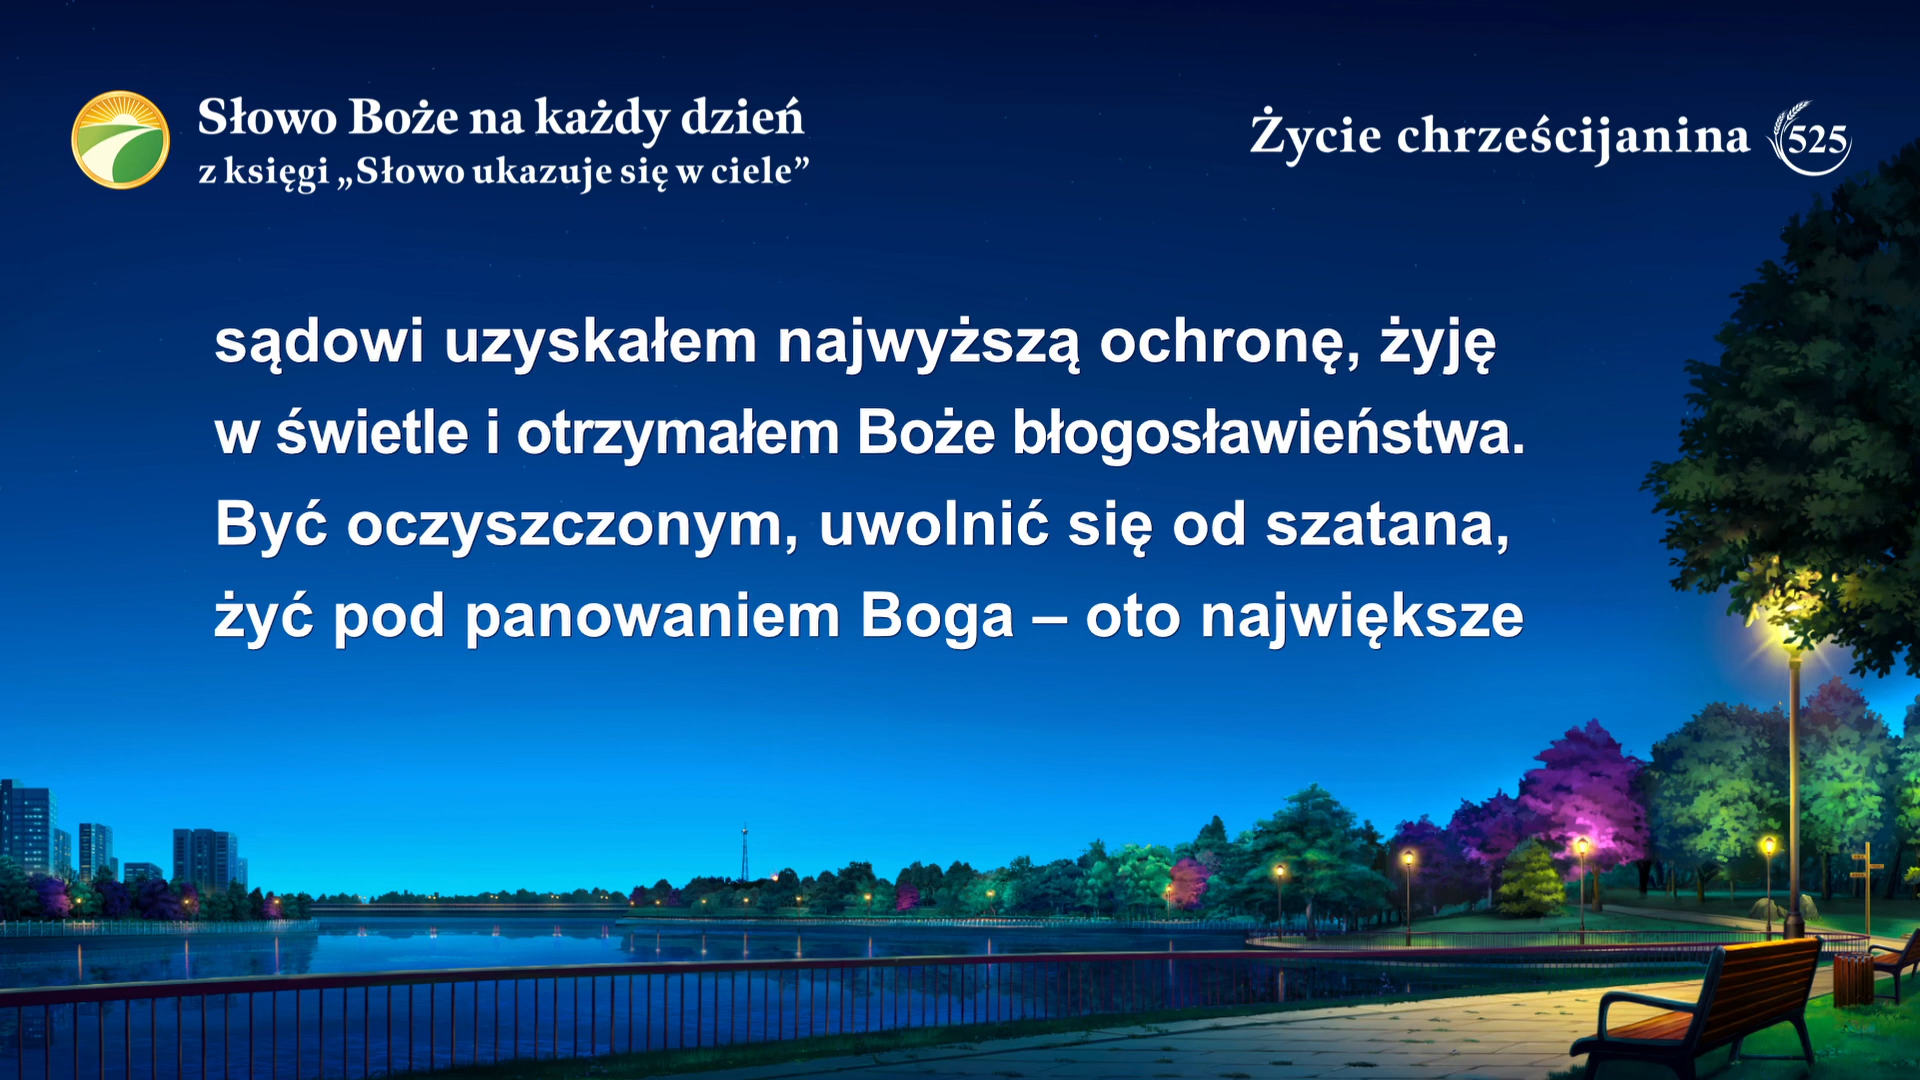 Słowo Boże na każdy dzień
z księgi „Słowo ukazuje się w ciele”
Życie chrześcijanina 525
sądowi uzyskałem najwyższą ochronę, żyję
w świetle i otrzymałem Boże błogosławieństwa.
Być oczyszczonym, uwolnić się od szatana,
żyć pod panowaniem Boga – oto największe